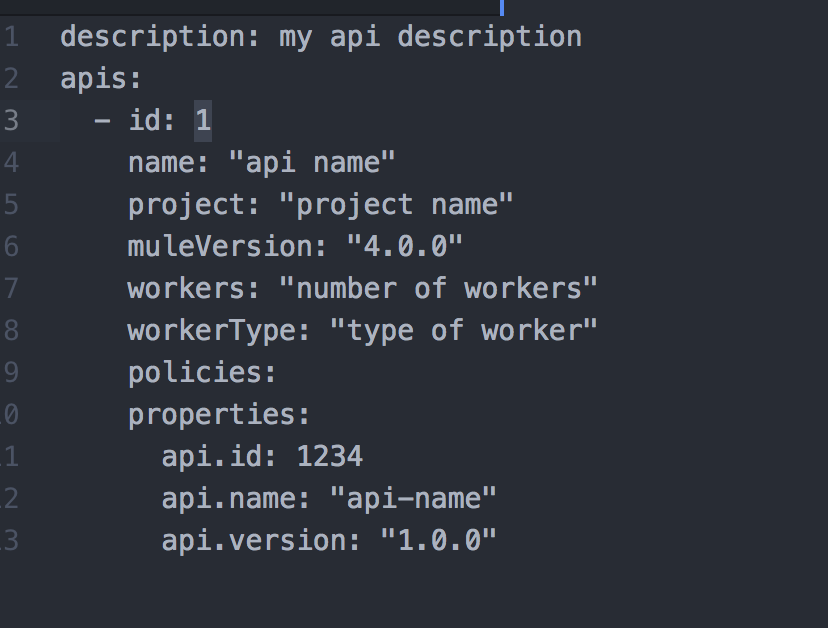 1 description: my api description
2 apis:
3   - id: 1
4     name: "api name"
5     project: "project name"
6     muleVersion: "4.0.0"
7     workers: "number of workers"
8     workerType: "type of worker"
9     policies:
0     properties:
1       api.id: 1234
2       api.name: "api-name"
3       api.version: "1.0.0"